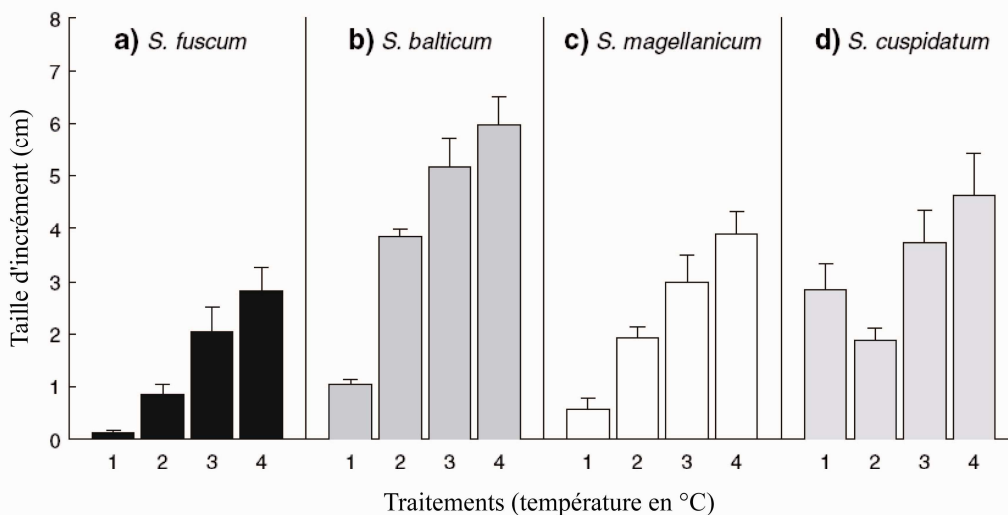 a) S. fuscum
b) S. balticum
c) S. magellanicum
d) S. cuspidatum
Taille d'incrément (cm)
8
7
6
5
4
3
2
1
0
1 2 3 4 1 2 3 4 1 2 3 4 1 2 3 4
Traitements (température en °C)